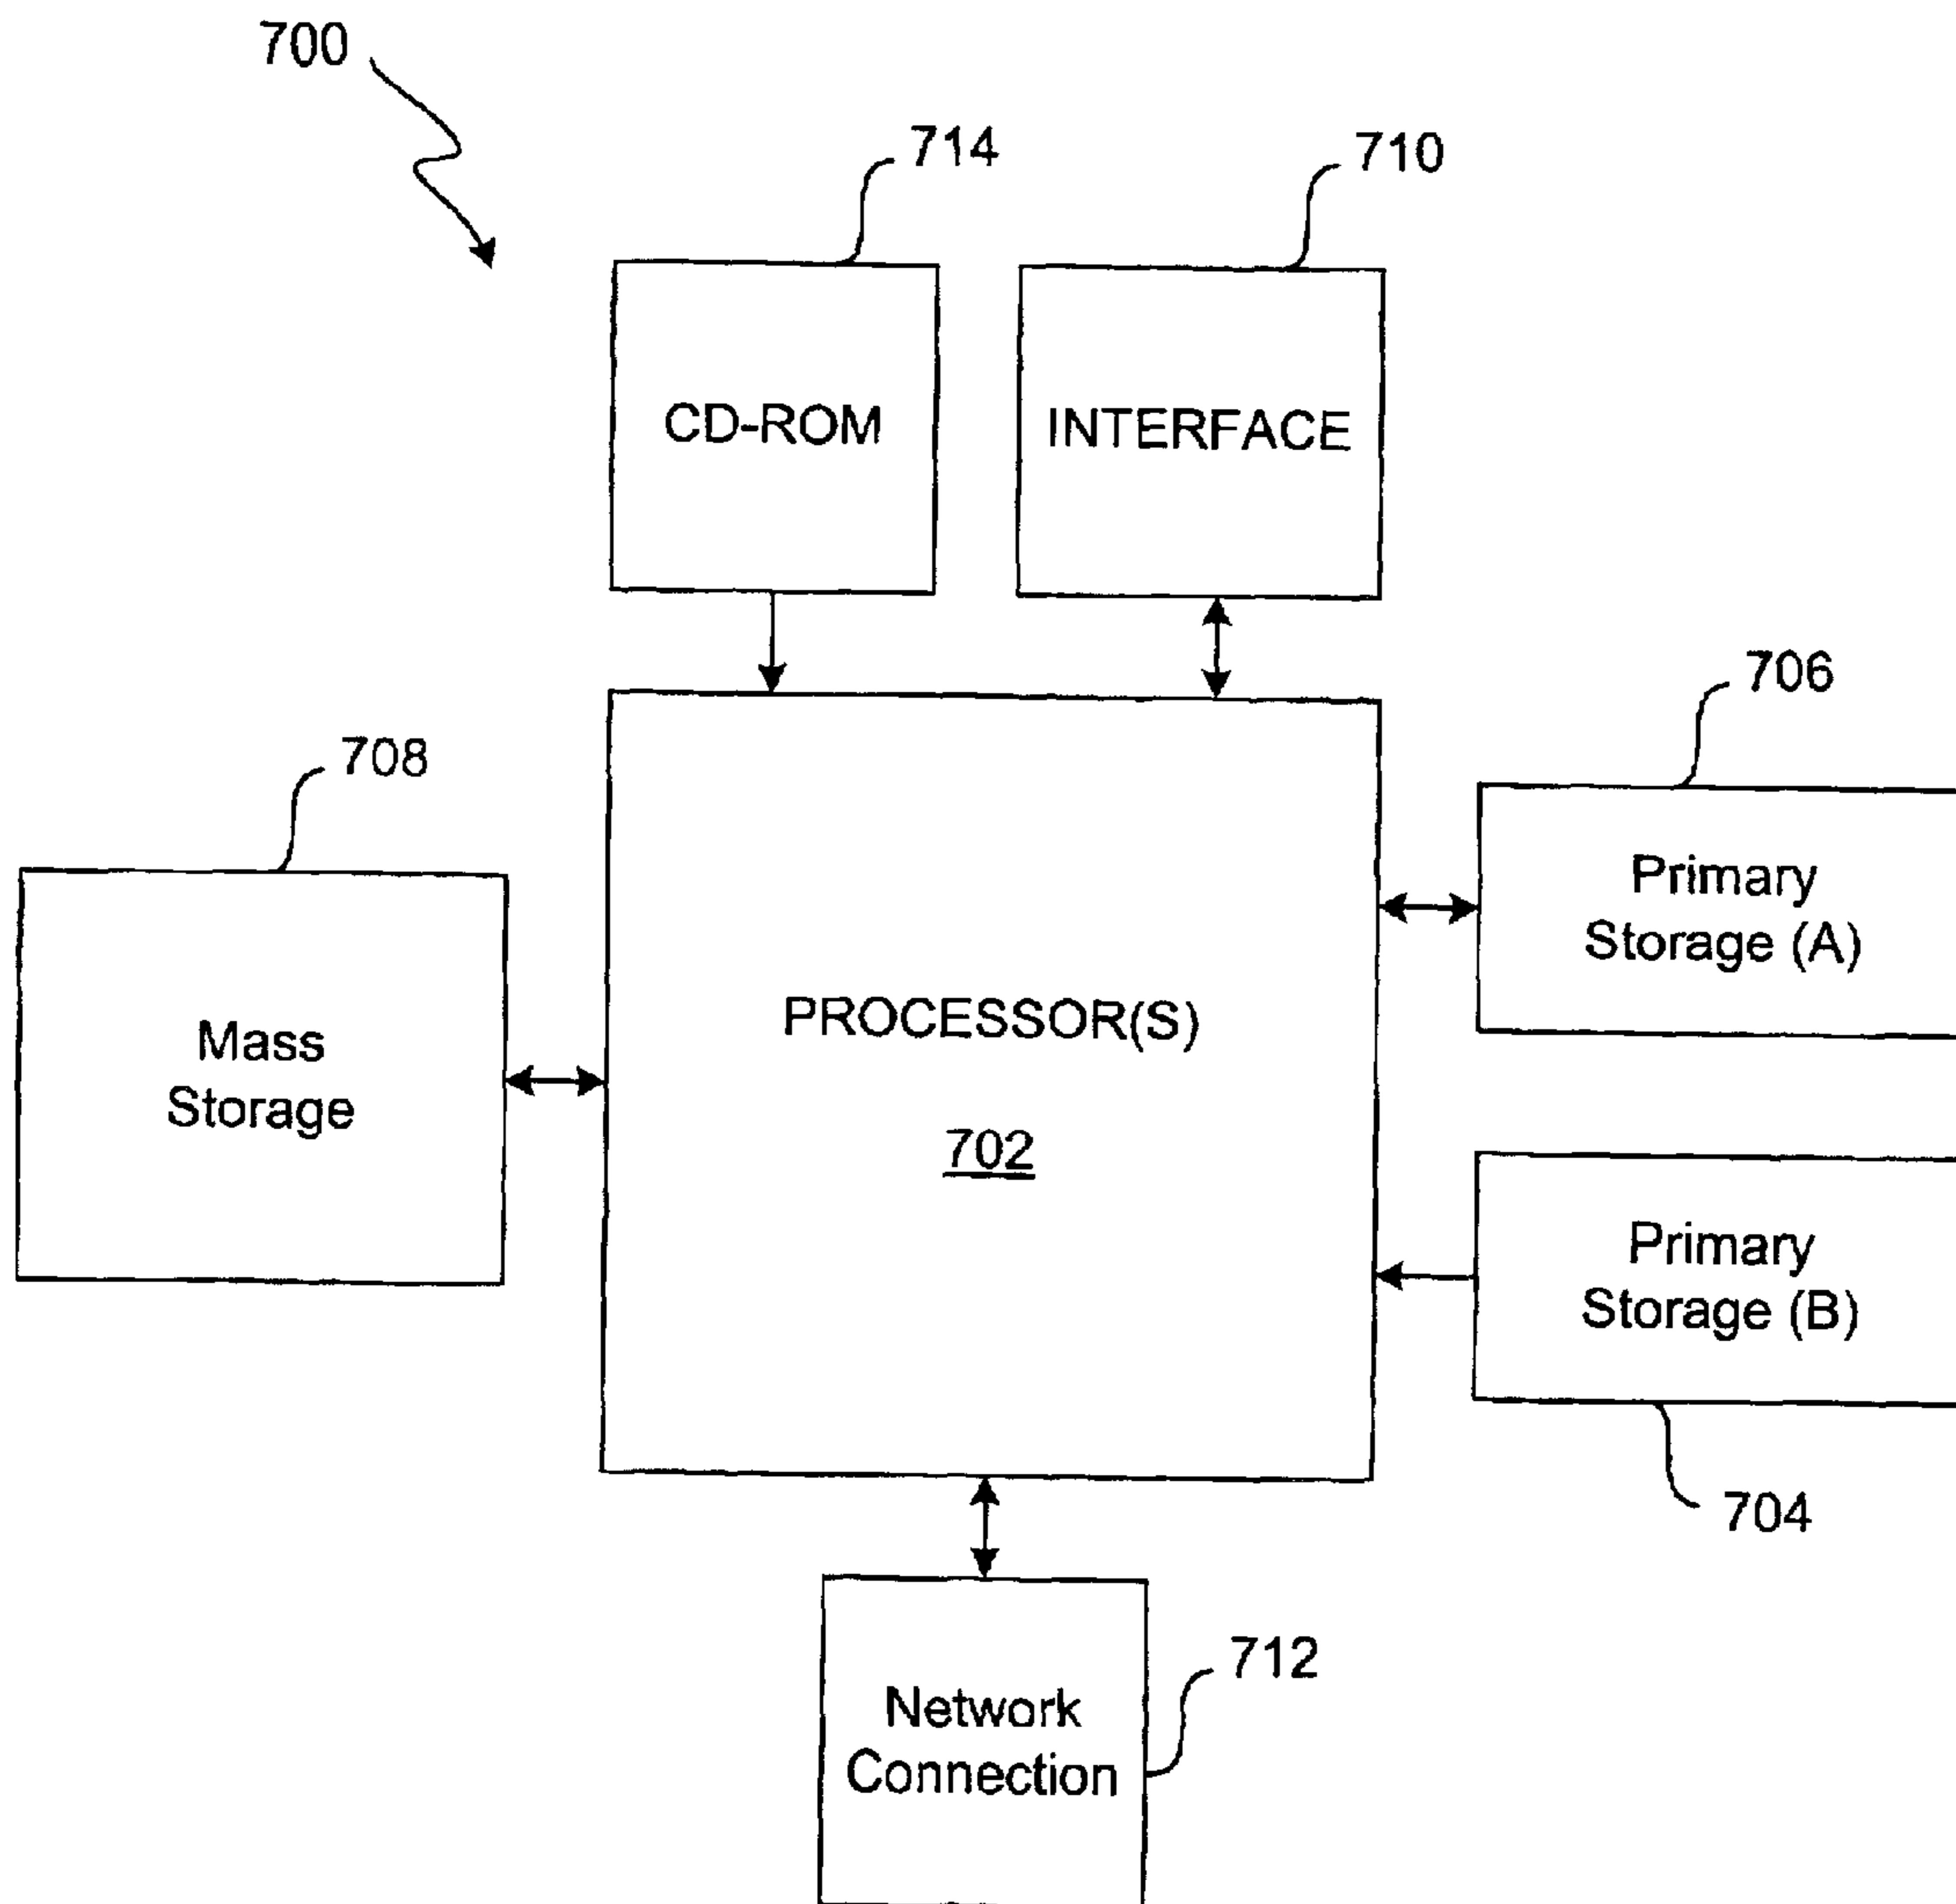 700
714
710
CD-ROM
INTERFACE
706
708
Primary
Storage (A)
PROCESSOR(S)
Mass
Storage
702
Primary
Storage (B)
704
712
Network
Connection